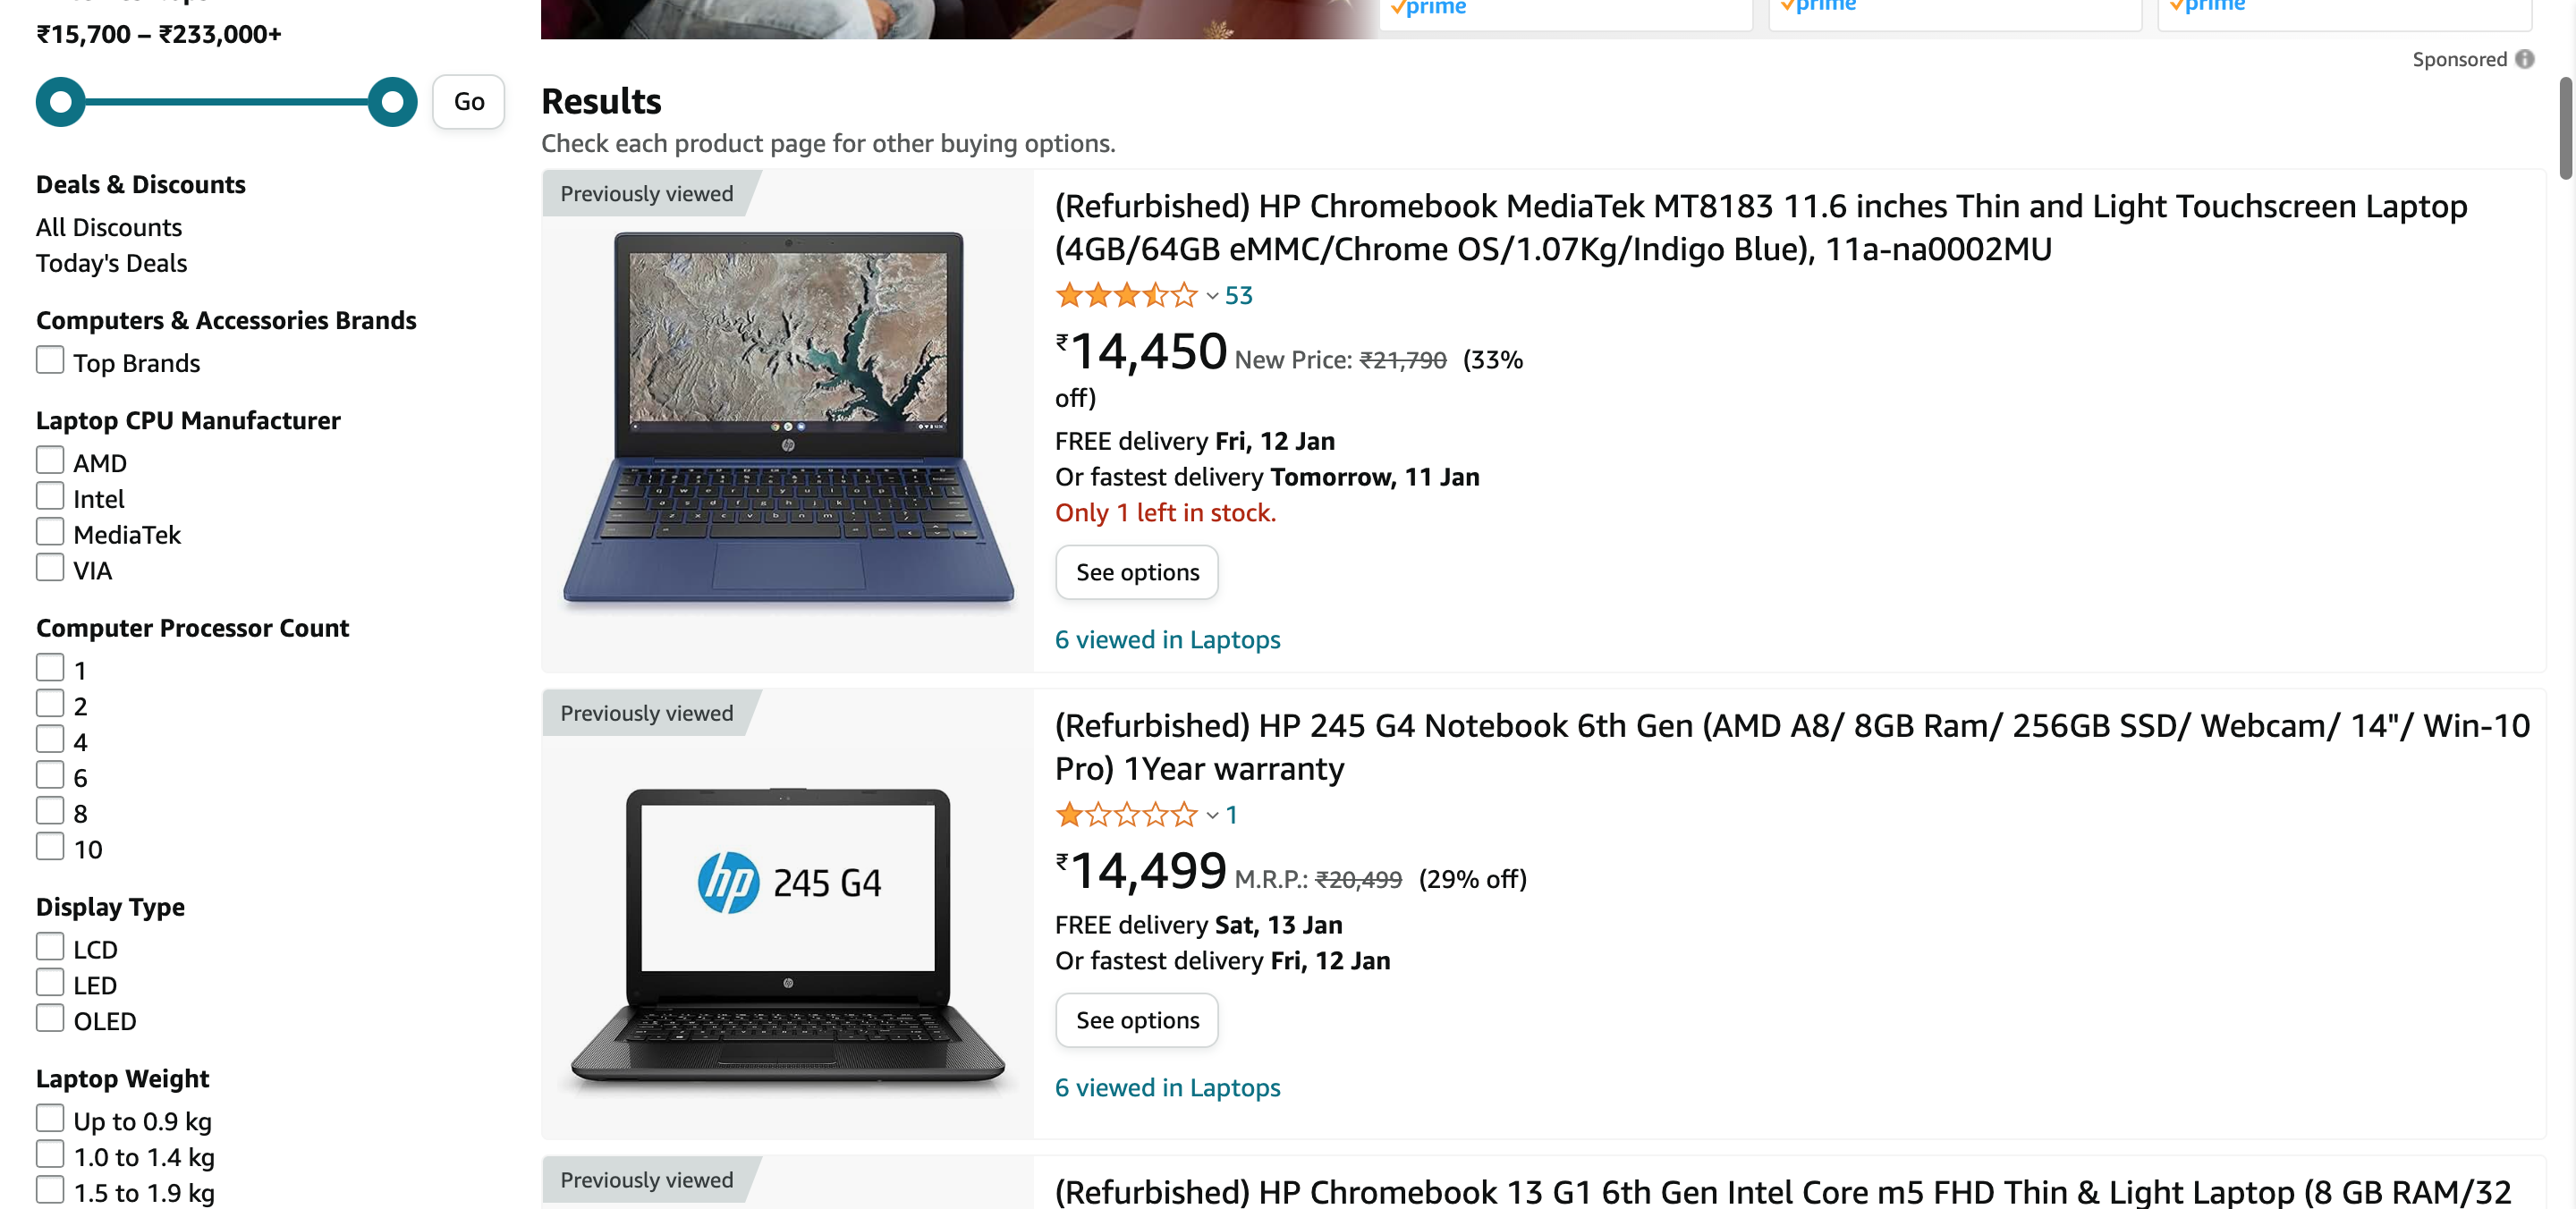 ₹15,700 – ₹233,000+
Go
Deals & Discounts
All Discounts
Today's Deals
Computers & Accessories Brands
Top Brands
Laptop CPU Manufacturer
AMD
Intel
MediaTek
VIA
Computer Processor Count
1
2
4
6
8
10
Display Type
LCD
LED
OLED
Laptop Weight
Up to 0.9 kg
1.0 to 1.4 kg
1.5 to 1.9 kg
prime
prime
prime
Sponsored
Results
Check each product page for other buying options.
Previously viewed
(Refurbished) HP Chromebook MediaTek MT8183 11.6 inches Thin and Light Touchscreen Laptop
(4GB/64GB eMMC/Chrome OS/1.07Kg/Indigo Blue), 11a-na0002MU
53
₹14,450 New Price: ₹21,790 (33%
off)
FREE delivery Fri, 12 Jan
Or fastest delivery Tomorrow, 11 Jan
Only 1 left in stock.
See options
6 viewed in Laptops
Previously viewed
hp 245 G4
(Refurbished) HP 245 G4 Notebook 6th Gen (AMD A8/ 8GB Ram/ 256GB SSD/ Webcam/ 14"/ Win-10
Pro) 1Year warranty
1
₹14,499 M.R.P.: ₹20,499 (29% off)
FREE delivery Sat, 13 Jan
Or fastest delivery Fri, 12 Jan
See options
6 viewed in Laptops
Previously viewed
(Refurbished) HP Chromebook 13 G1 6th Gen Intel Core m5 FHD Thin & Light Laptop (8 GB RAM/32